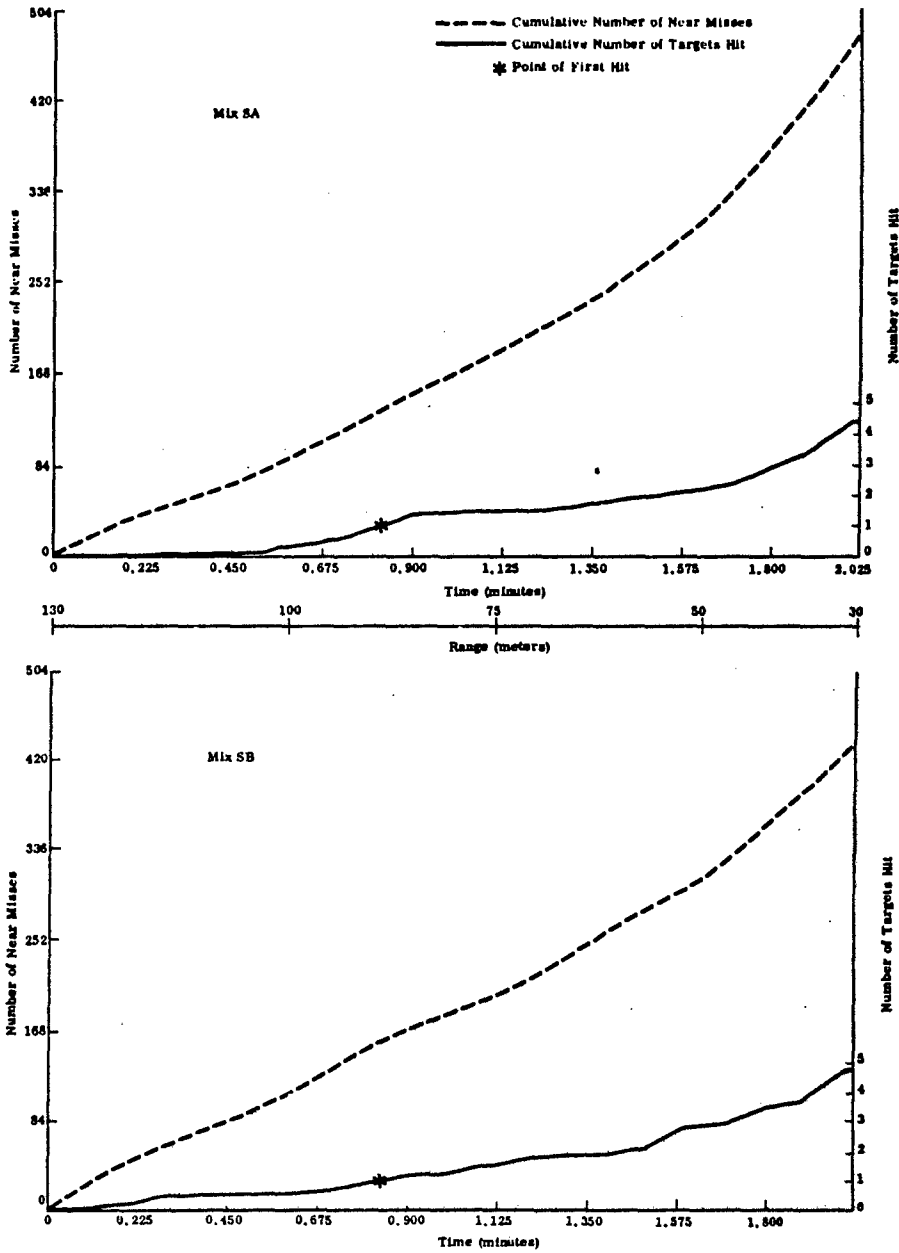 504
- - - Cumulative Number of Near Misses
Cumulative Number of Targets Hit
* Point of First Hit
420
Mix SA
336
252
168
84
0
Number of Near Misses
5
4
3
2
1
0
Number of Targets Hit
0 0.225 0.450 0.675 0.900 1.125 1.350 1.575 1.800 2.025
Time (minutes)
130 100 75 50 30
Range (meters)
504
420
Mix SB
336
252
168
84
0
Number of Near Misses
5
4
3
2
1
0
Number of Targets Hit
0 0.225 0.450 0.675 0.900 1.125 1.350 1.575 1.800
Time (minutes)